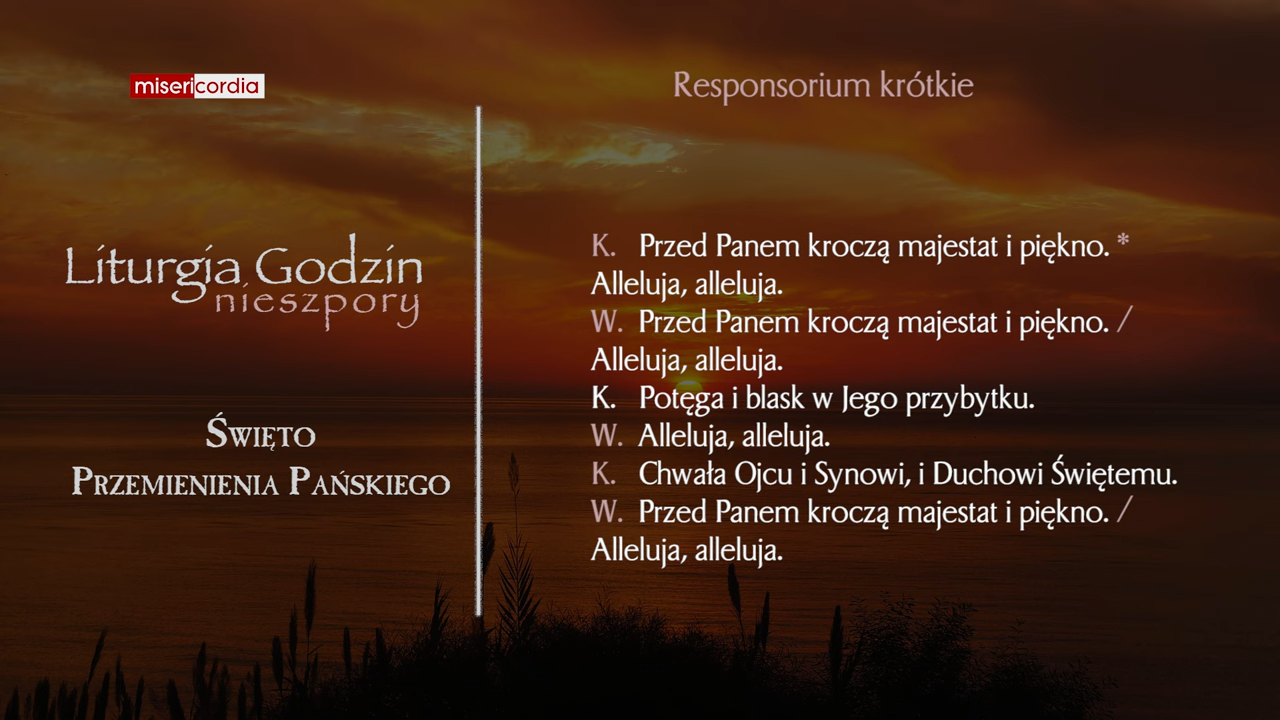 misericordia
Responsorium krótkie
Liturgia Godzin
nieszpory
Święto
Przemienienia Pańskiego
K. Przed Panem kroczą majestat i piękno. *
Alleluja, alleluja.
W. Przed Panem kroczą majestat i piękno. /
Alleluja, alleluja.
K. Potęga i blask w Jego przybytku.
W. Alleluja, alleluja.
K. Chwała Ojcu i Synowi, i Duchowi Świętemu.
W. Przed Panem kroczą majestat i piękno. /
Alleluja, alleluja.